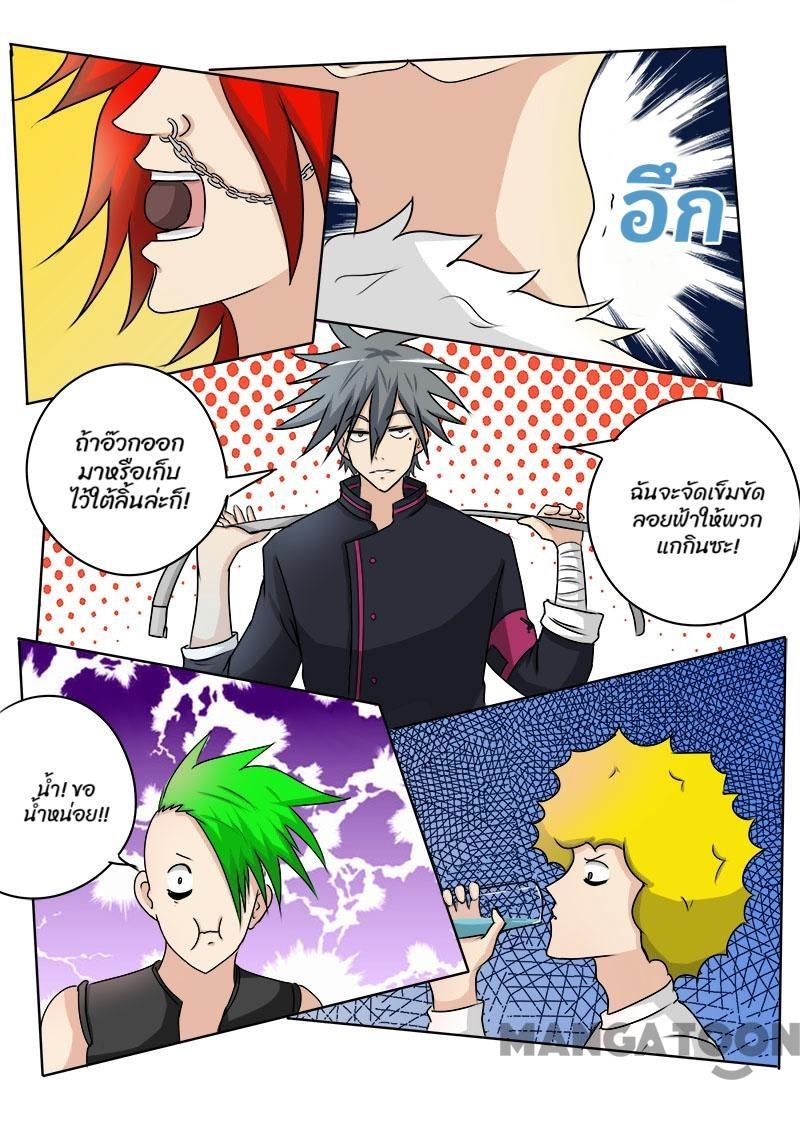 อึก
ถ้าอ๊วกออก
มาหรือเก็บ
ไว้ใต้ลิ้นล่ะก็!
ฉันจะจัดเข็มขัด
ลอยฟ้าให้พวก
แกกินซะ!
น้ำ! ขอ
น้ำหน่อย!!
MANGATOON